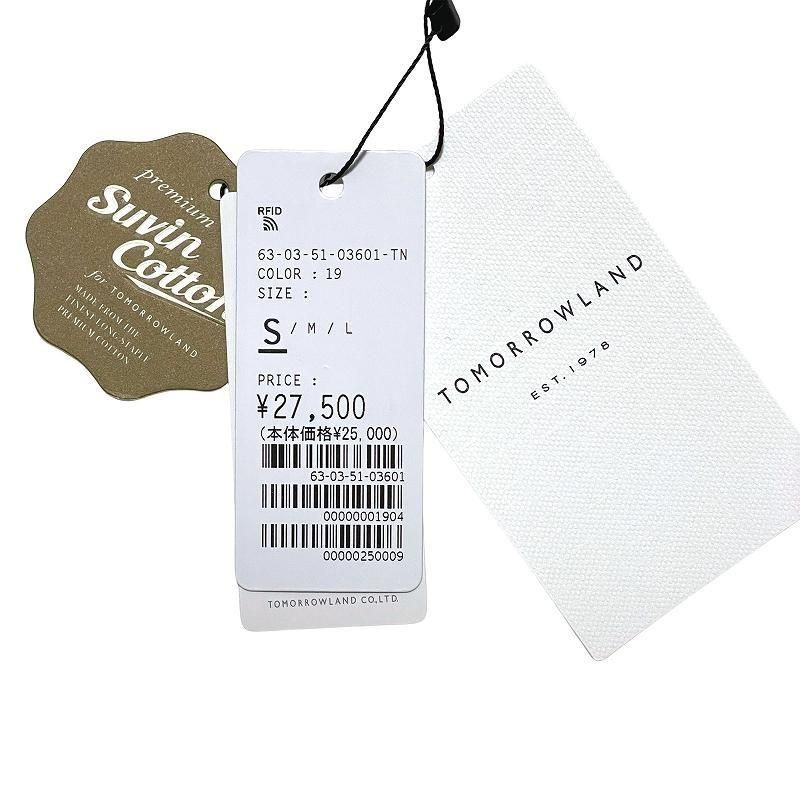 premium
Suvin
Cotton
for TOMORROWLAND
MADE FROM THE
FINEST LONG-STAPLE
PREMIUM COTTON
RFID
63-03-51-03601-TN
COLOR : 19
SIZE :
S / M / L
PRICE :
¥27,500
(本体価格¥25,000)
63-03-51-03601
00000001904
00000250009
TOMORROWLAND CO.,LTD.
TOMORROWLAND
EST. 1978